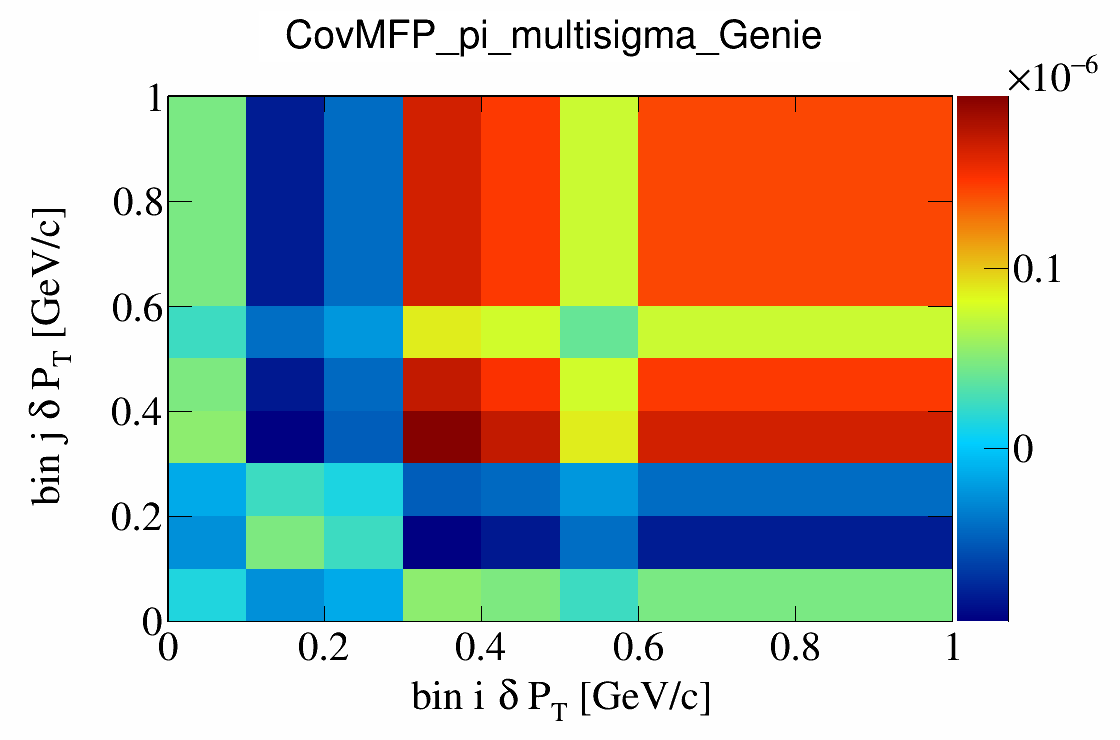 CovMFP_pi_multisigma_Genie
×10⁻⁶
1
0.8
0.6
0.4
0.2
0
0 0.2 0.4 0.6 0.8 1
0.1
0
bin j δ P_T [GeV/c]
bin i δ P_T [GeV/c]